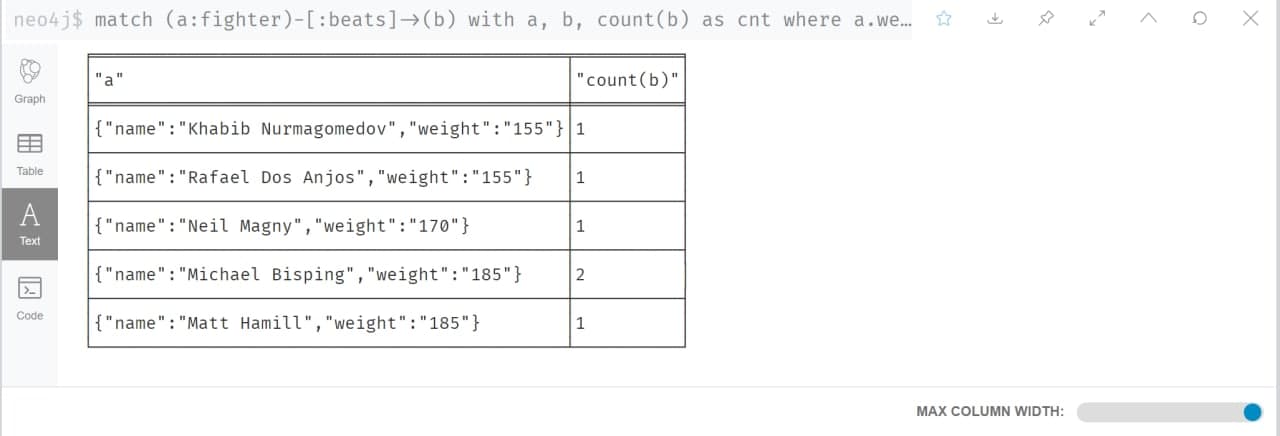 neo4j$ match (a:fighter)-[:beats]→(b) with a, b, count(b) as cnt where a.we…
Graph
Table
A
Text
Code
"a" "count(b)"
{"name":"Khabib Nurmagomedov","weight":"155"} 1
{"name":"Rafael Dos Anjos","weight":"155"} 1
{"name":"Neil Magny","weight":"170"} 1
{"name":"Michael Bisping","weight":"185"} 2
{"name":"Matt Hamill","weight":"185"} 1
MAX COLUMN WIDTH: